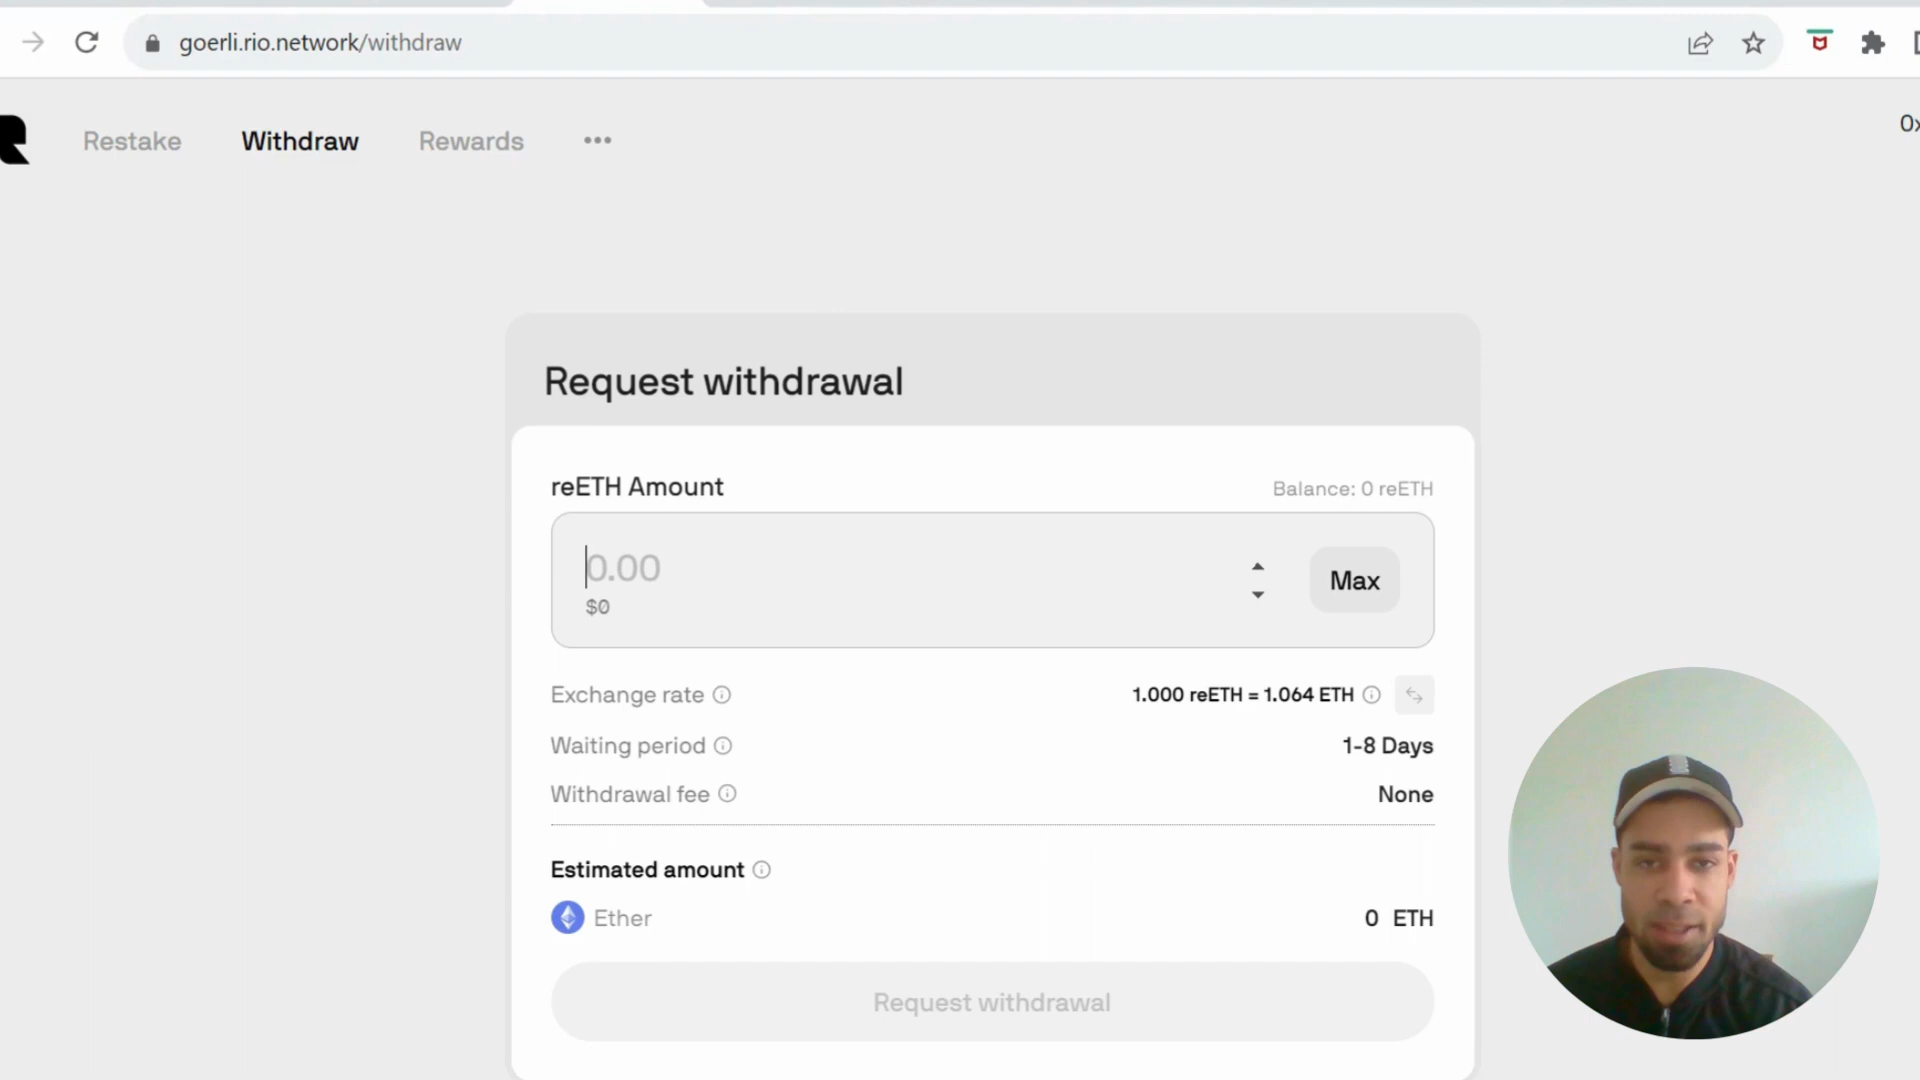 goerli.rio.network/withdraw
Restake Withdraw Rewards •••
0x
Request withdrawal
reETH Amount Balance: 0 reETH
0.00
$0
Max
Exchange rate 1.000 reETH = 1.064 ETH
Waiting period 1-8 Days
Withdrawal fee None
Estimated amount
Ether 0 ETH
Request withdrawal